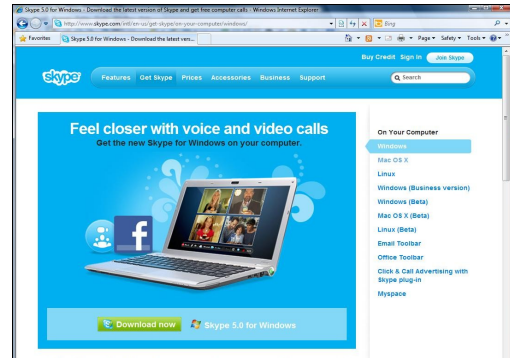 Skype 5.0 for Windows - Download the latest version of Skype and get free computer calls - Windows Internet Explorer
http://www.skype.com/intl/en-us/get-skype/on-your-computer/windows/
Bing
Favorites
Skype 5.0 for Windows - Download the latest vers...
Page
Safety
Tools
Buy Credit
Sign In
Join Skype
skype
Features
Get Skype
Prices
Accessories
Business
Support
Search
Feel closer with voice and video calls
Get the new Skype for Windows on your computer.
f
Download now
Skype 5.0 for Windows
On Your Computer
Windows
Mac OS X
Linux
Windows (Business version)
Windows (Beta)
Mac OS X (Beta)
Linux (Beta)
Email Toolbar
Office Toolbar
Click & Call Advertising with
Skype plug-in
Myspace